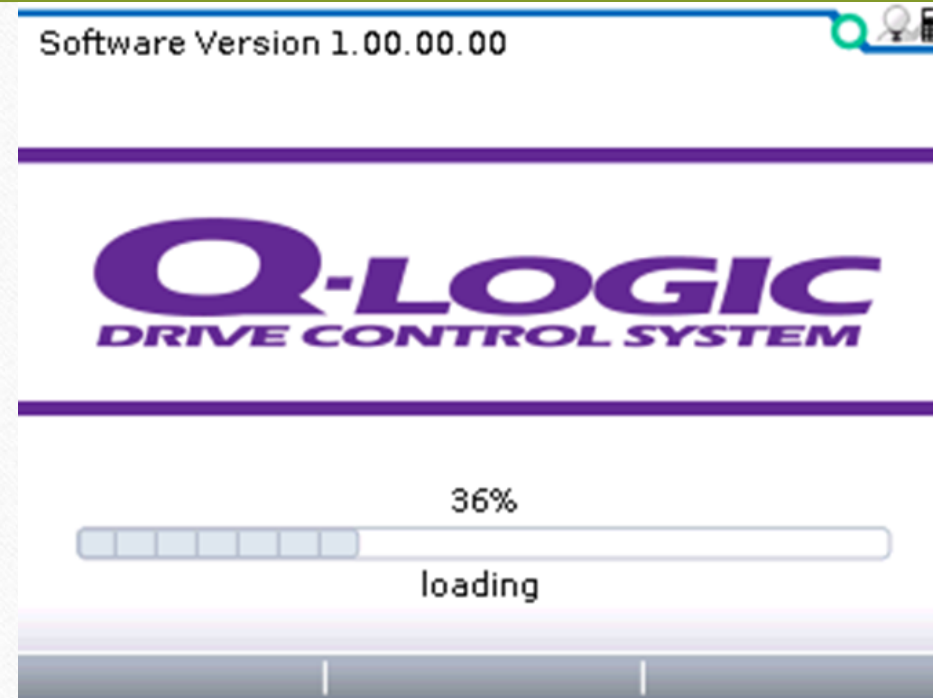 Software Version 1.00.00.00
Q-LOGIC
DRIVE CONTROL SYSTEM
36%
loading